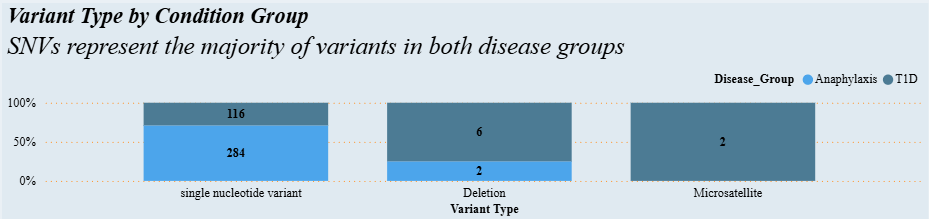 Variant Type by Condition Group
SNVs represent the majority of variants in both disease groups
Disease_Group Anaphylaxis T1D
100%
50%
0%
116
284
6
2
2
single nucleotide variant Deletion Microsatellite
Variant Type